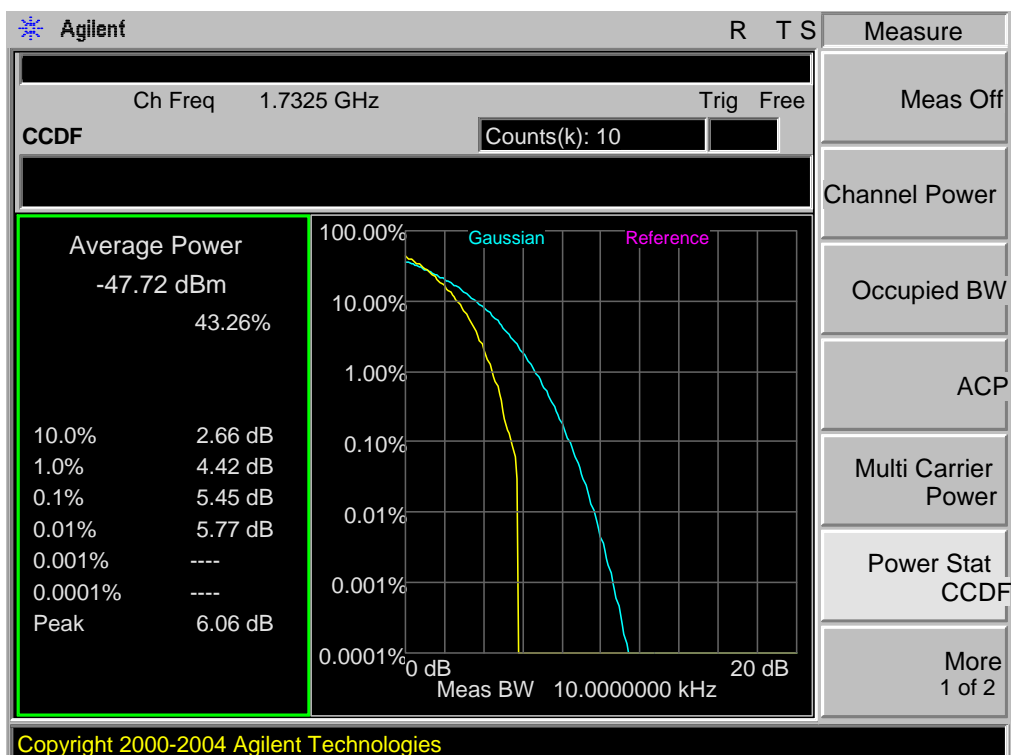 Agilent R T S Measure
Ch Freq 1.7325 GHz Trig Free
CCDF Counts(k): 10
Meas Off
Channel Power
Occupied BW
ACP
Multi Carrier
Power
Power Stat
CCDF
More
1 of 2
Average Power
-47.72 dBm
43.26%
10.0% 2.66 dB
1.0% 4.42 dB
0.1% 5.45 dB
0.01% 5.77 dB
0.001% ----
0.0001% ----
Peak 6.06 dB
Gaussian Reference
100.00%
10.00%
1.00%
0.10%
0.01%
0.001%
0.0001%
0 dB 20 dB
Meas BW 10.0000000 kHz
Copyright 2000-2004 Agilent Technologies